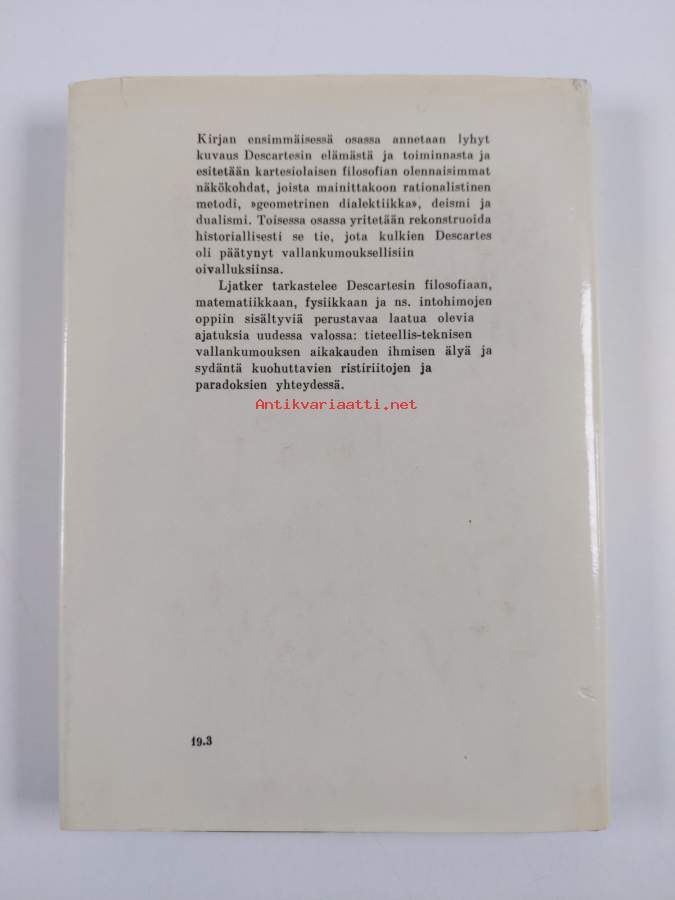 Kirjan ensimmäisessä osassa annetaan lyhyt
kuvaus Descartesin elämästä ja toiminnasta ja
esitetään kartesiolaisen filosofian olennaisimmat
näkökohdat, joista mainittakoon rationalistinen
metodi, »geometrinen dialektiikka», deismi ja
dualismi. Toisessa osassa yritetään rekonstruoida
historiallisesti se tie, jota kulkien Descartes
oli päätynyt vallankumouksellisiin
oivalluksiinsa.
Ljatker tarkastelee Descartesin filosofiaan,
matematiikkaan, fysiikkaan ja ns. intohimojen
oppiin sisältyviä perustavaa laatua olevia
ajatuksia uudessa valossa: tieteellis-teknisen
vallankumouksen aikakauden ihmisen älyä ja
sydäntä kuohuttavien ristiriitojen ja
paradoksien yhteydessä.
Antikvariaatti.net
19.3